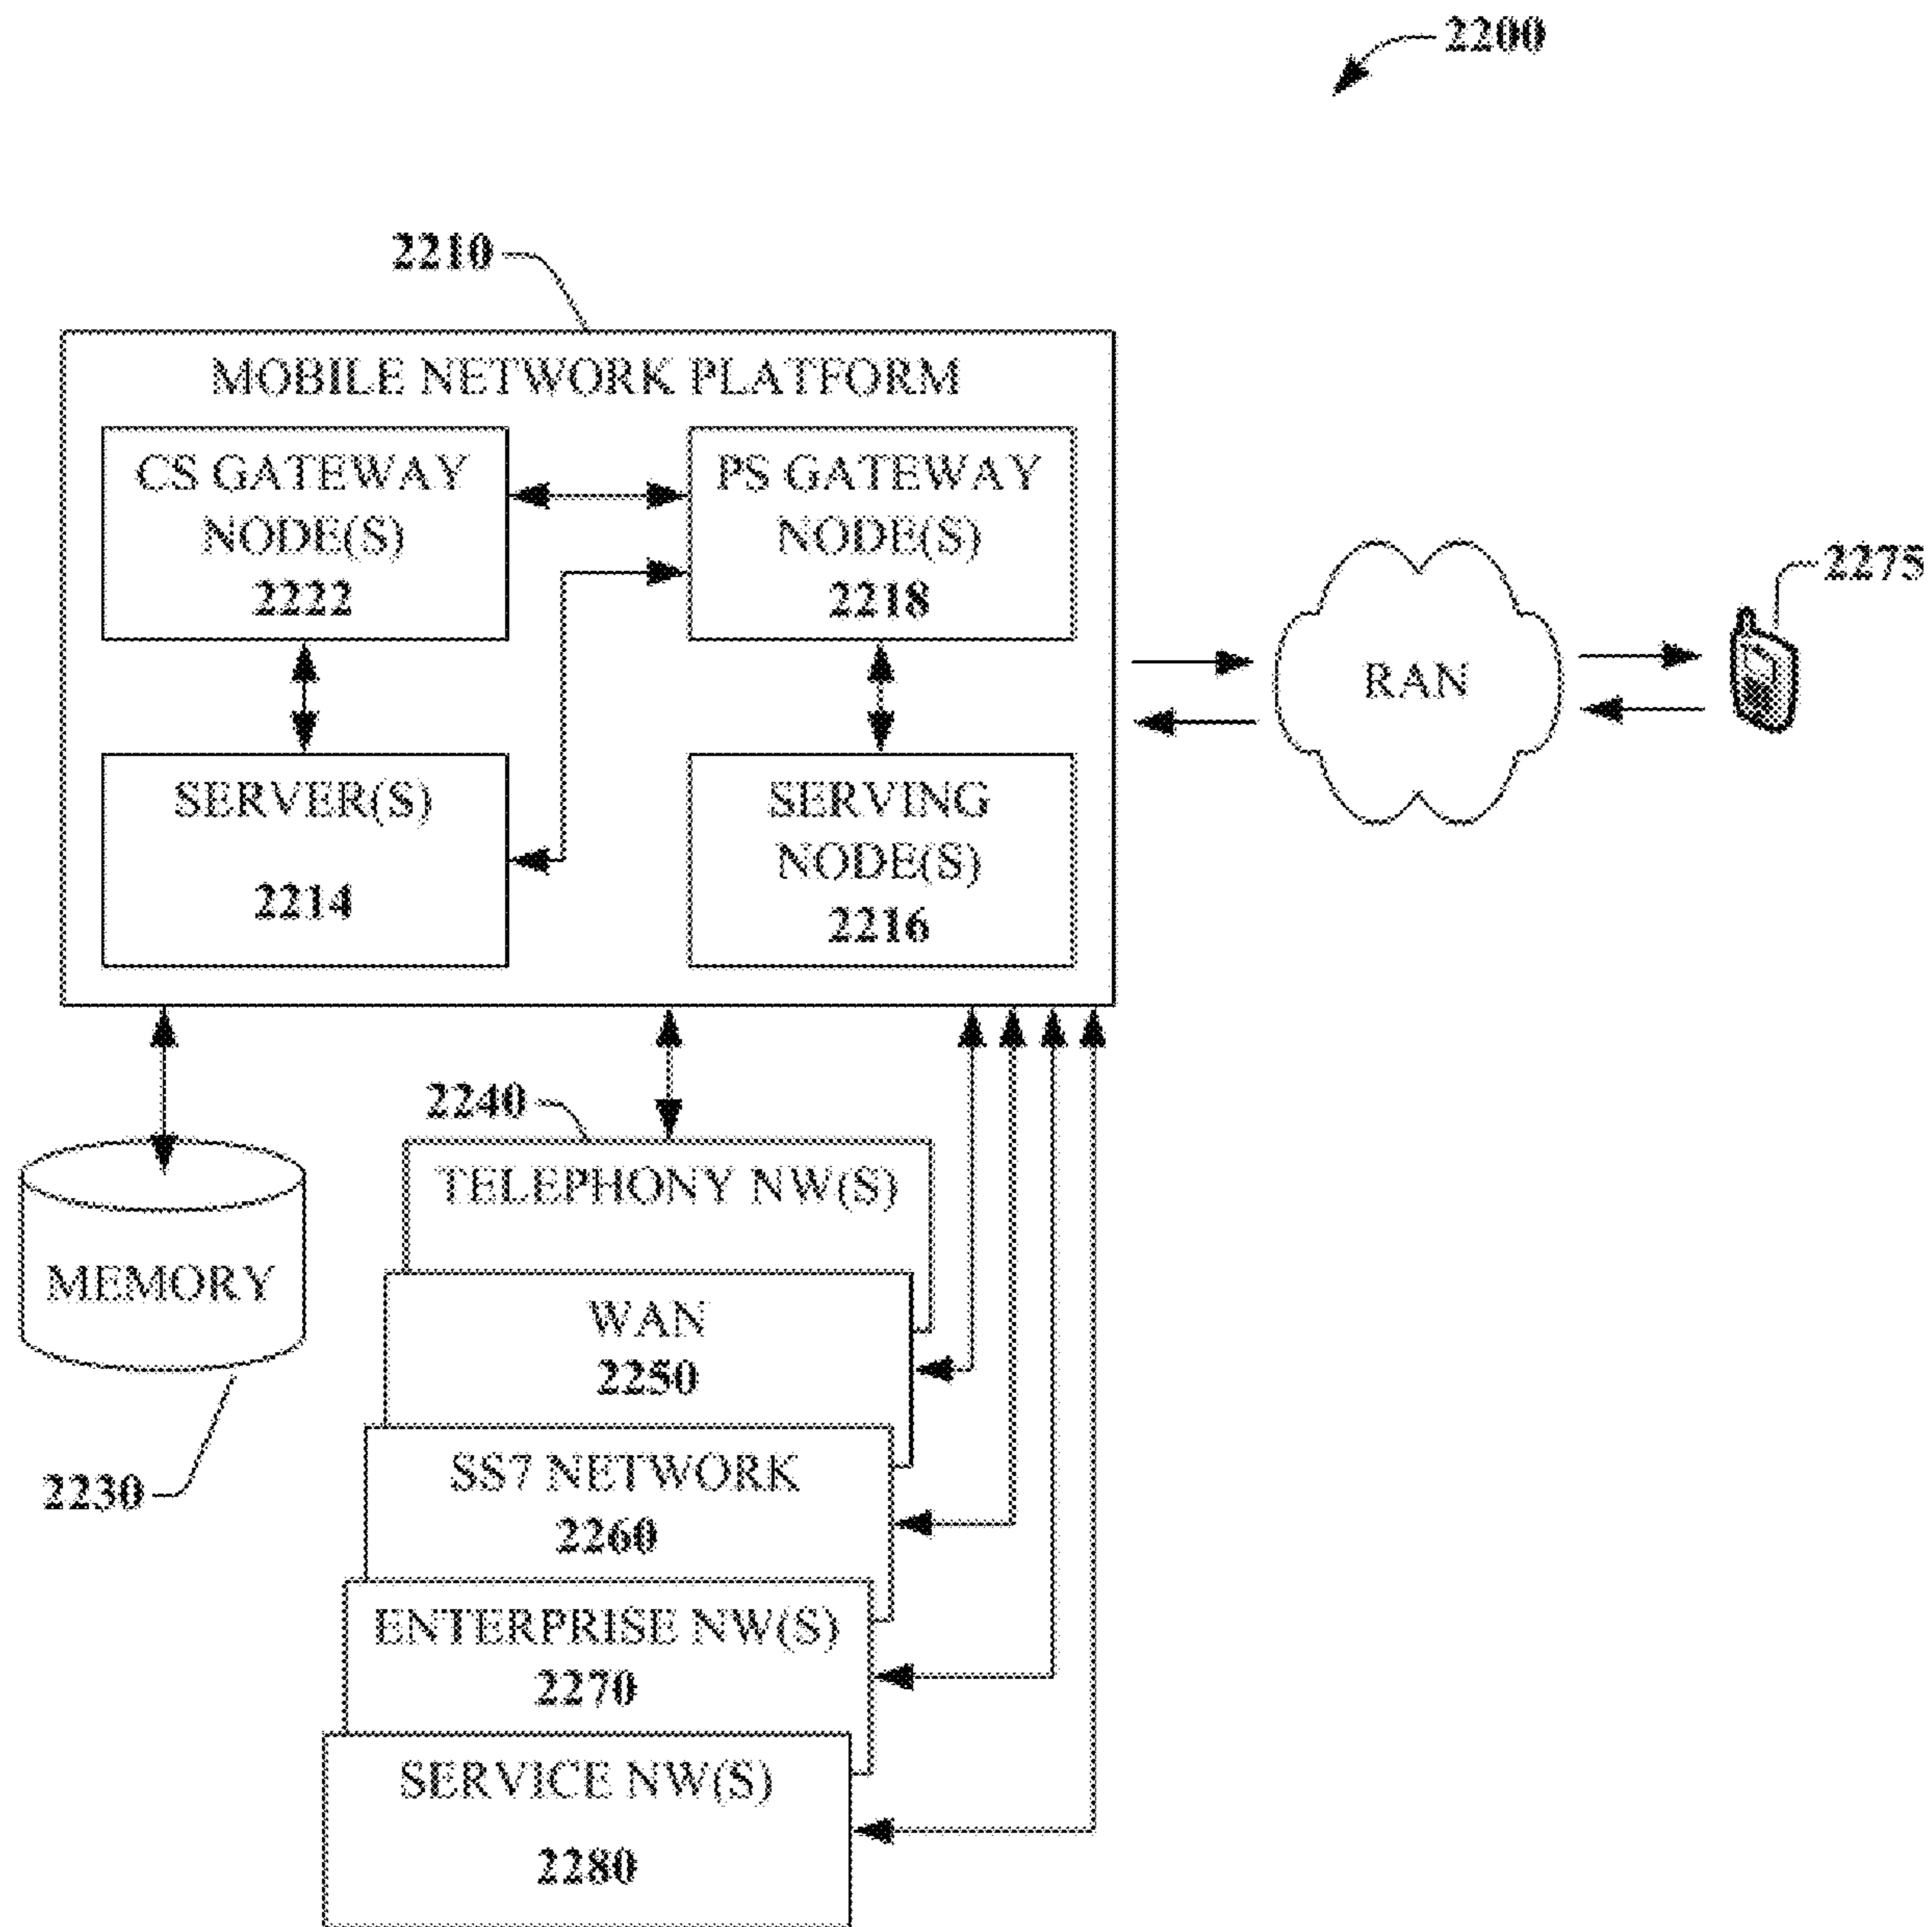 2200
2210
MOBILE NETWORK PLATFORM
CS GATEWAY
NODE(S)
2222
PS GATEWAY
NODE(S)
2218
SERVER(S)
2214
SERVING
NODE(S)
2216
RAN
2275
2240
TELEPHONY NW(S)
MEMORY
2230
WAN
2250
SS7 NETWORK
2260
ENTERPRISE NW(S)
2270
SERVICE NW(S)
2280